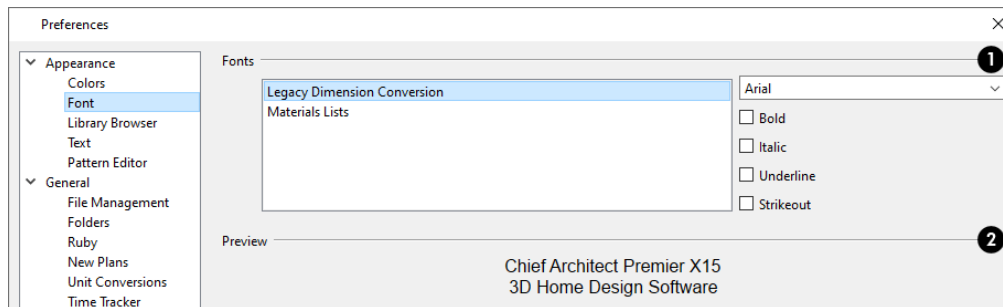 Preferences
Appearance
Colors
Font
Library Browser
Text
Pattern Editor
General
File Management
Folders
Ruby
New Plans
Unit Conversions
Time Tracker
Fonts
1
Legacy Dimension Conversion
Materials Lists
Arial
Bold
Italic
Underline
Strikeout
Preview
2
Chief Architect Premier X15
3D Home Design Software